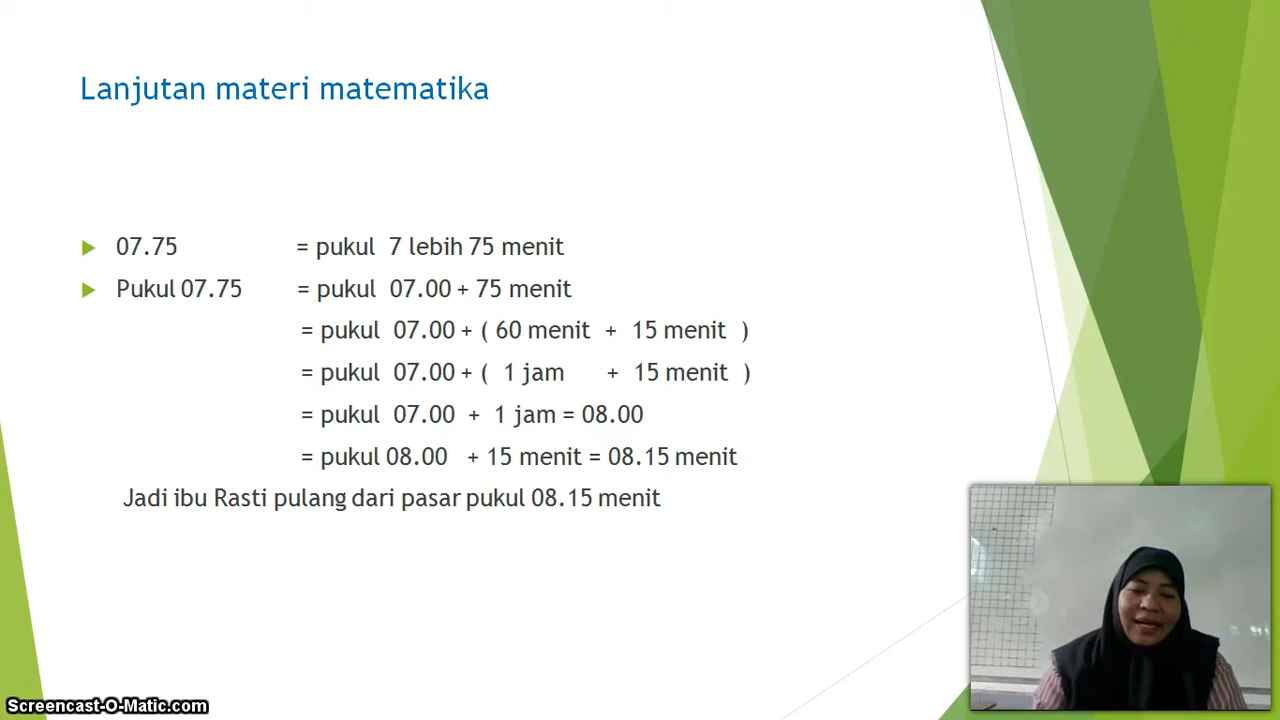 Lanjutan materi matematika
07.75 = pukul 7 lebih 75 menit
Pukul 07.75 = pukul 07.00 + 75 menit
= pukul 07.00 + ( 60 menit + 15 menit )
= pukul 07.00 + ( 1 jam + 15 menit )
= pukul 07.00 + 1 jam = 08.00
= pukul 08.00 + 15 menit = 08.15 menit
Jadi ibu Rasti pulang dari pasar pukul 08.15 menit
Screencast-O-Matic.com